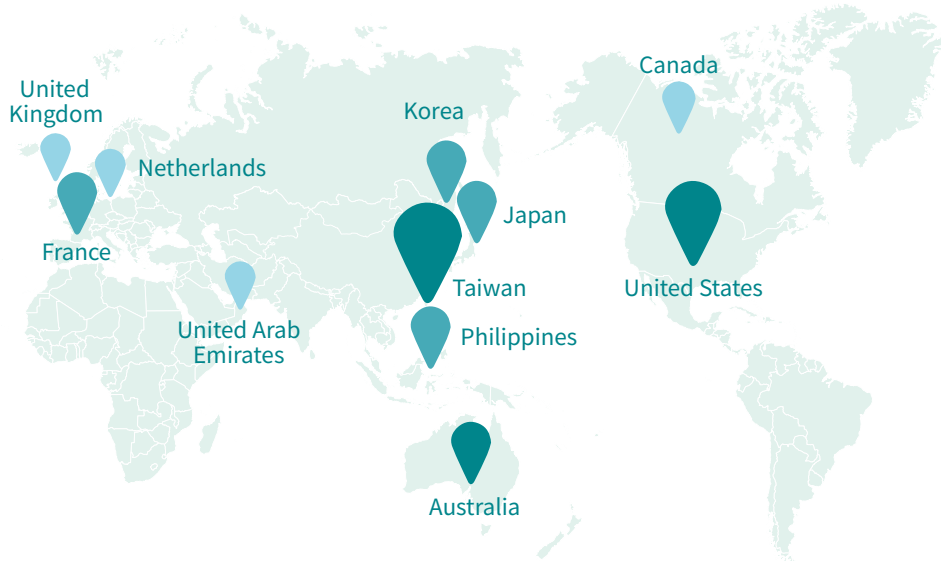 United
Kingdom
Netherlands
France
United Arab
Emirates
Korea
Japan
Taiwan
Philippines
Australia
Canada
United States